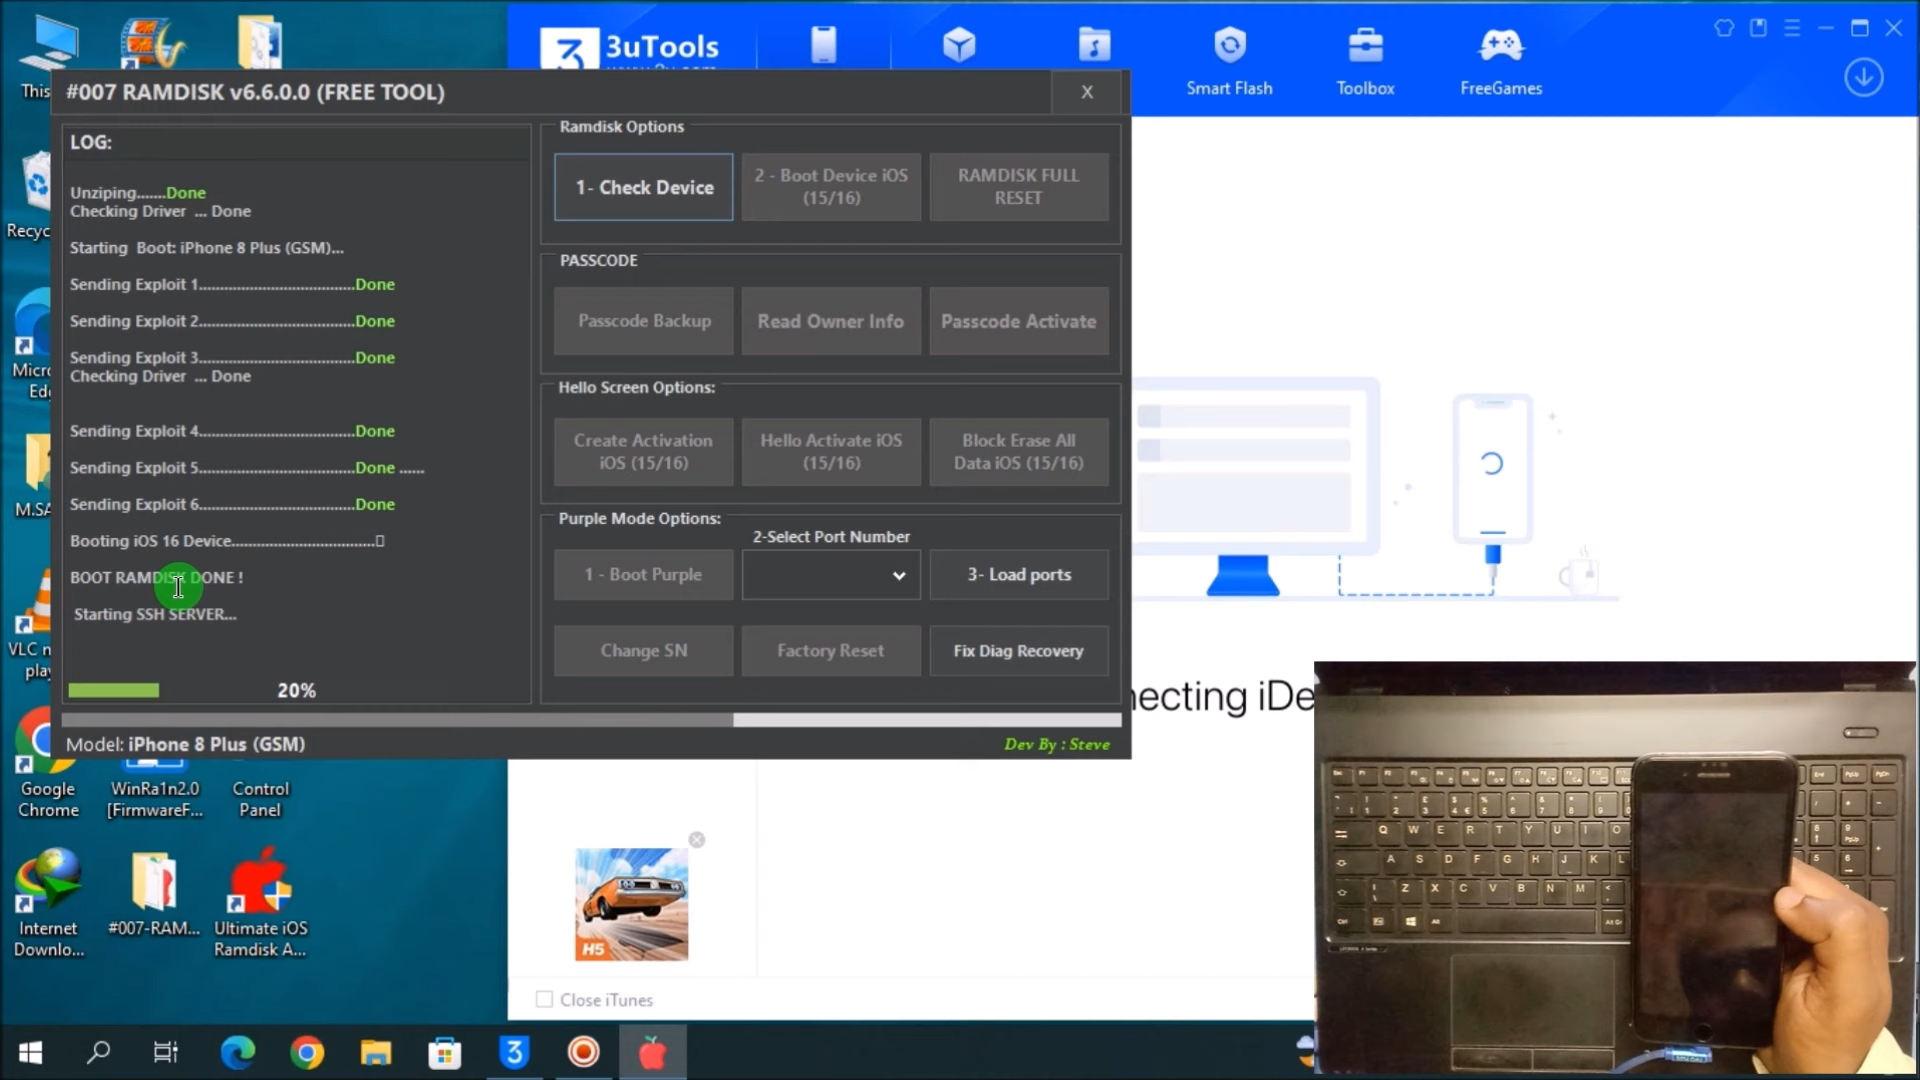 This
Recyc
Micro
Ed
M.SA
VLC m
play
Google
Chrome
WinRa1n2.0
[FirmwareF...
Control
Panel
Internet
Downlo...
#007-RAM...
Ultimate iOS
Ramdisk A...
3uTools
Smart Flash
Toolbox
FreeGames
#007 RAMDISK v6.6.0.0 (FREE TOOL)
X
LOG:
Unziping.......Done
Checking Driver ... Done
Starting Boot: iPhone 8 Plus (GSM)...
Sending Exploit 1.......................................Done
Sending Exploit 2.......................................Done
Sending Exploit 3.......................................Done
Checking Driver ... Done
Sending Exploit 4.......................................Done
Sending Exploit 5.......................................Done ......
Sending Exploit 6.......................................Done
Booting iOS 16 Device....................................
BOOT RAMDISK DONE !
Starting SSH SERVER...
20%
Model: iPhone 8 Plus (GSM)
Ramdisk Options
1- Check Device
2 - Boot Device iOS
(15/16)
RAMDISK FULL
RESET
PASSCODE
Passcode Backup
Read Owner Info
Passcode Activate
Hello Screen Options:
Create Activation
iOS (15/16)
Hello Activate iOS
(15/16)
Block Erase All
Data iOS (15/16)
Purple Mode Options:
2-Select Port Number
1 - Boot Purple
3- Load ports
Change SN
Factory Reset
Fix Diag Recovery
Dev By : Steve
necting iDe
H5
Close iTunes
3